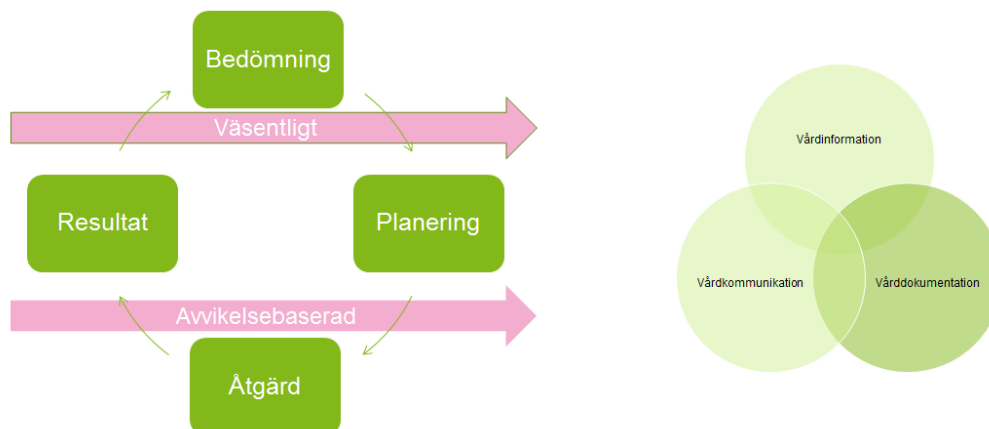 Bedömning
Väsentligt
Resultat
Planering
Avvikelsebaserad
Åtgärd
Vårdinformation
Vårdkommunikation
Vårddokumentation